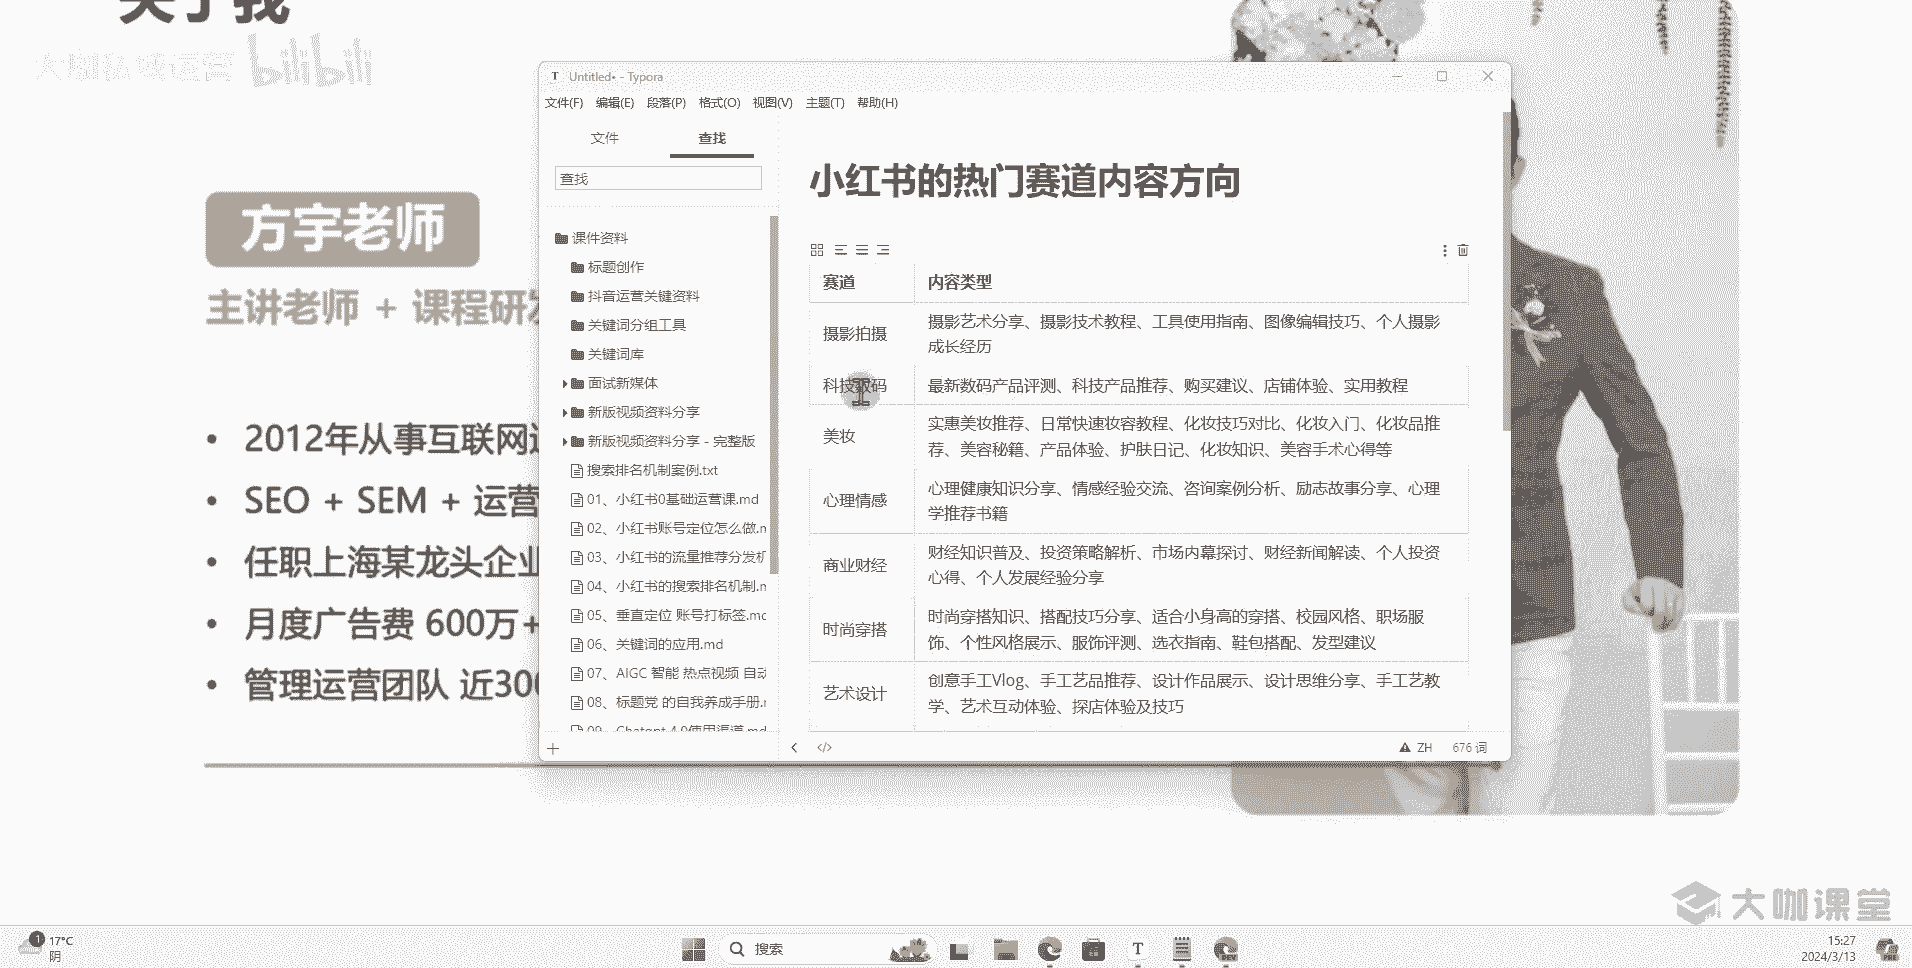 关于我
大咖私域运营 bilibili
方宇老师
主讲老师 + 课程研发
2012年从事互联网运
SEO + SEM + 运营
任职上海某龙头企业
月度广告费 600万+
管理运营团队 近300
T Untitled• - Typora
文件(F) 编辑(E) 段落(P) 格式(O) 视图(V) 主题(T) 帮助(H)
文件 查找
查找
课件资料
标题创作
抖音运营关键资料
关键词分组工具
关键词库
面试新媒体
新版视频资料分享
新版视频资料分享 - 完整版
搜索排名机制案例.txt
01、小红书0基础运营课.md
02、小红书账号定位怎么做.m
03、小红书的流量推荐分发机
04、小红书的搜索排名机制.m
05、垂直定位 账号打标签.mc
06、关键词的应用.md
07、AIGC 智能 热点视频 自动
08、标题党 的自我养成手册.r
09、Chatgpt 4.0使用渠道.md
小红书的热门赛道内容方向
赛道 内容类型
摄影拍摄 摄影艺术分享、摄影技术教程、工具使用指南、图像编辑技巧、个人摄影
成长经历
科技数码 最新数码产品评测、科技产品推荐、购买建议、店铺体验、实用教程
美妆 实惠美妆推荐、日常快速妆容教程、化妆技巧对比、化妆入门、化妆品推
荐、美容秘籍、产品体验、护肤日记、化妆知识、美容手术心得等
心理情感 心理健康知识分享、情感经验交流、咨询案例分析、励志故事分享、心理
学推荐书籍
商业财经 财经知识普及、投资策略解析、市场内幕探讨、财经新闻解读、个人投资
心得、个人发展经验分享
时尚穿搭 时尚穿搭知识、搭配技巧分享、适合小身高的穿搭、校园风格、职场服
饰、个性风格展示、服饰评测、选衣指南、鞋包搭配、发型建议
艺术设计 创意手工Vlog、手工艺品推荐、设计作品展示、设计思维分享、手工艺教
学、艺术互动体验、探店体验及技巧
</> ZH 676 词
大咖课堂
1 17°C
阴
搜索
T
DEV
15:27
2024/3/13
PRE